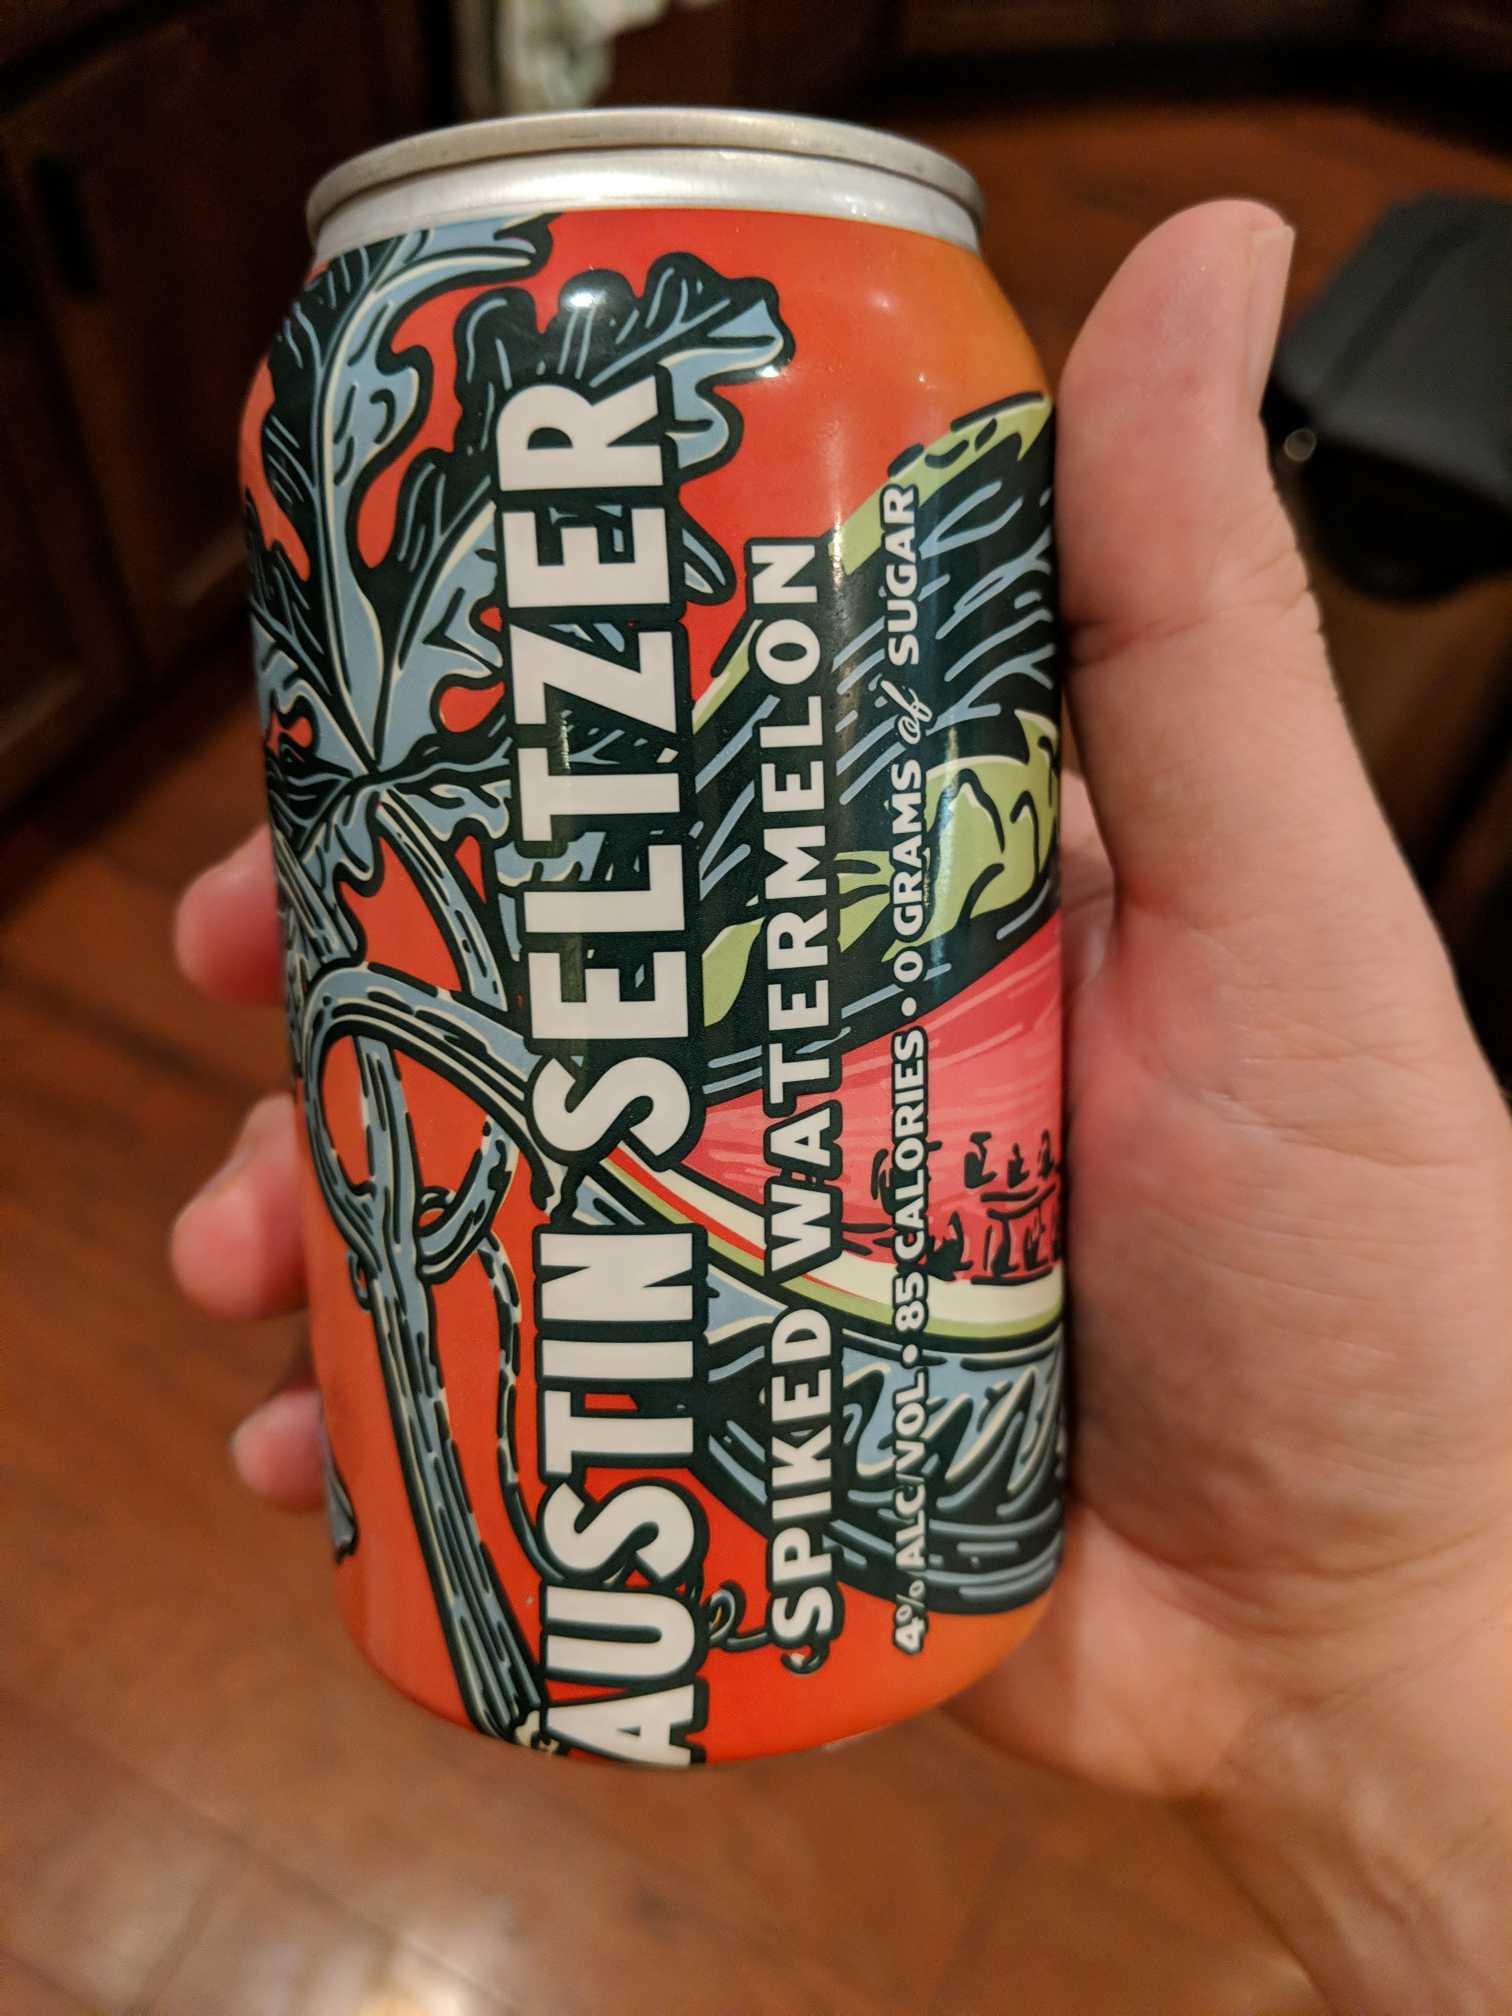 AUSTIN SELTZER
SPIKED WATERMELON
4% ALC/VOL • 85 CALORIES • 0 GRAMS of SUGAR